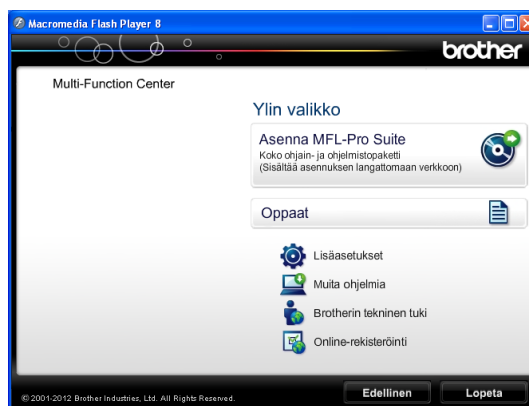 Macromedia Flash Player 8
brother
Multi-Function Center
Ylin valikko
Asenna MFL-Pro Suite
Koko ohjain- ja ohjelmistopaketti
(Sisältää asennuksen langattomaan verkkoon)
Oppaat
Lisäasetukset
Muita ohjelmia
Brotherin tekninen tuki
Online-rekisteröinti
© 2001-2012 Brother Industries, Ltd. All Rights Reserved.
Edellinen
Lopeta